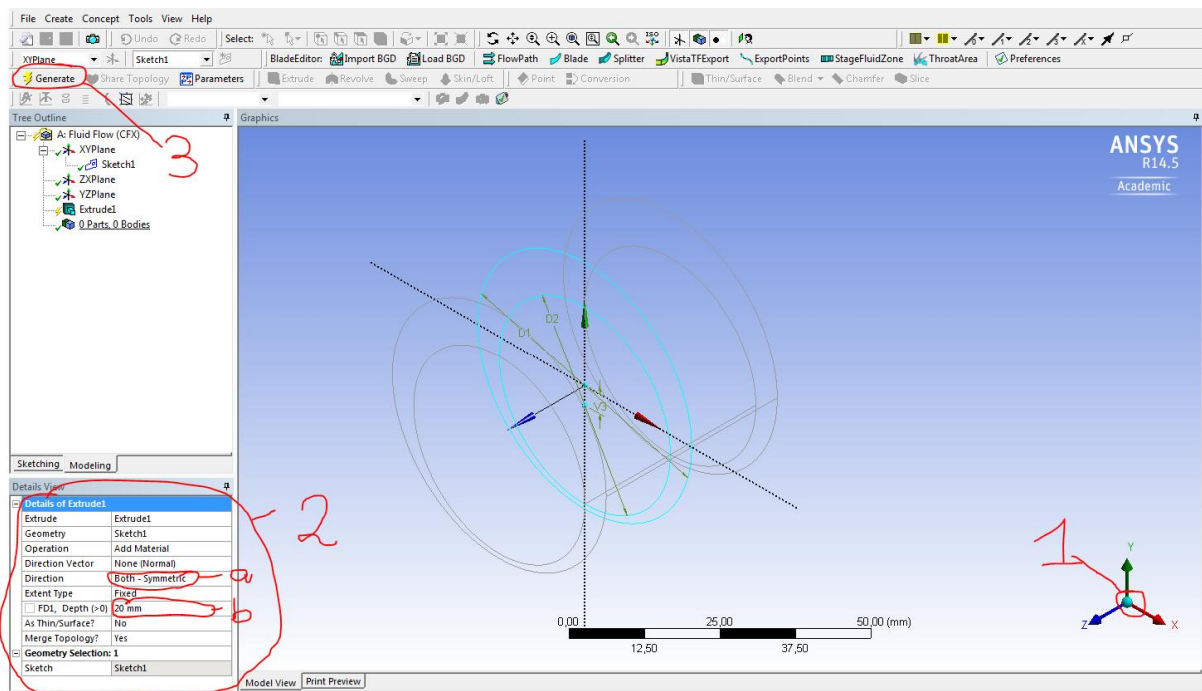 File Create Concept Tools View Help
Undo Redo Select:
XYPlane Sketch1 BladeEditor: Import BGD Load BGD FlowPath Blade Splitter VistaTFExport ExportPoints StageFluidZone ThroatArea Preferences
Generate Share Topology Parameters Extrude Revolve Sweep Skin/Loft Point Conversion Thin/Surface Blend Chamfer Slice
Tree Outline
A: Fluid Flow (CFX)
XYPlane
Sketch1
ZXPlane
YZPlane
Extrude1
0 Parts, 0 Bodies
3
Sketching Modeling
Details View
Details of Extrude1
Extrude Extrude1
Geometry Sketch1
Operation Add Material
Direction Vector None (Normal)
Direction Both - Symmetric
Extent Type Fixed
FD1, Depth (>0) 20 mm
As Thin/Surface? No
Merge Topology? Yes
Geometry Selection: 1
Sketch Sketch1
2
a
b
Graphics
ANSYS
R14.5
Academic
D1
D2
V3
0,00 25,00 50,00 (mm)
12,50 37,50
1
Y
Z
X
Model View Print Preview